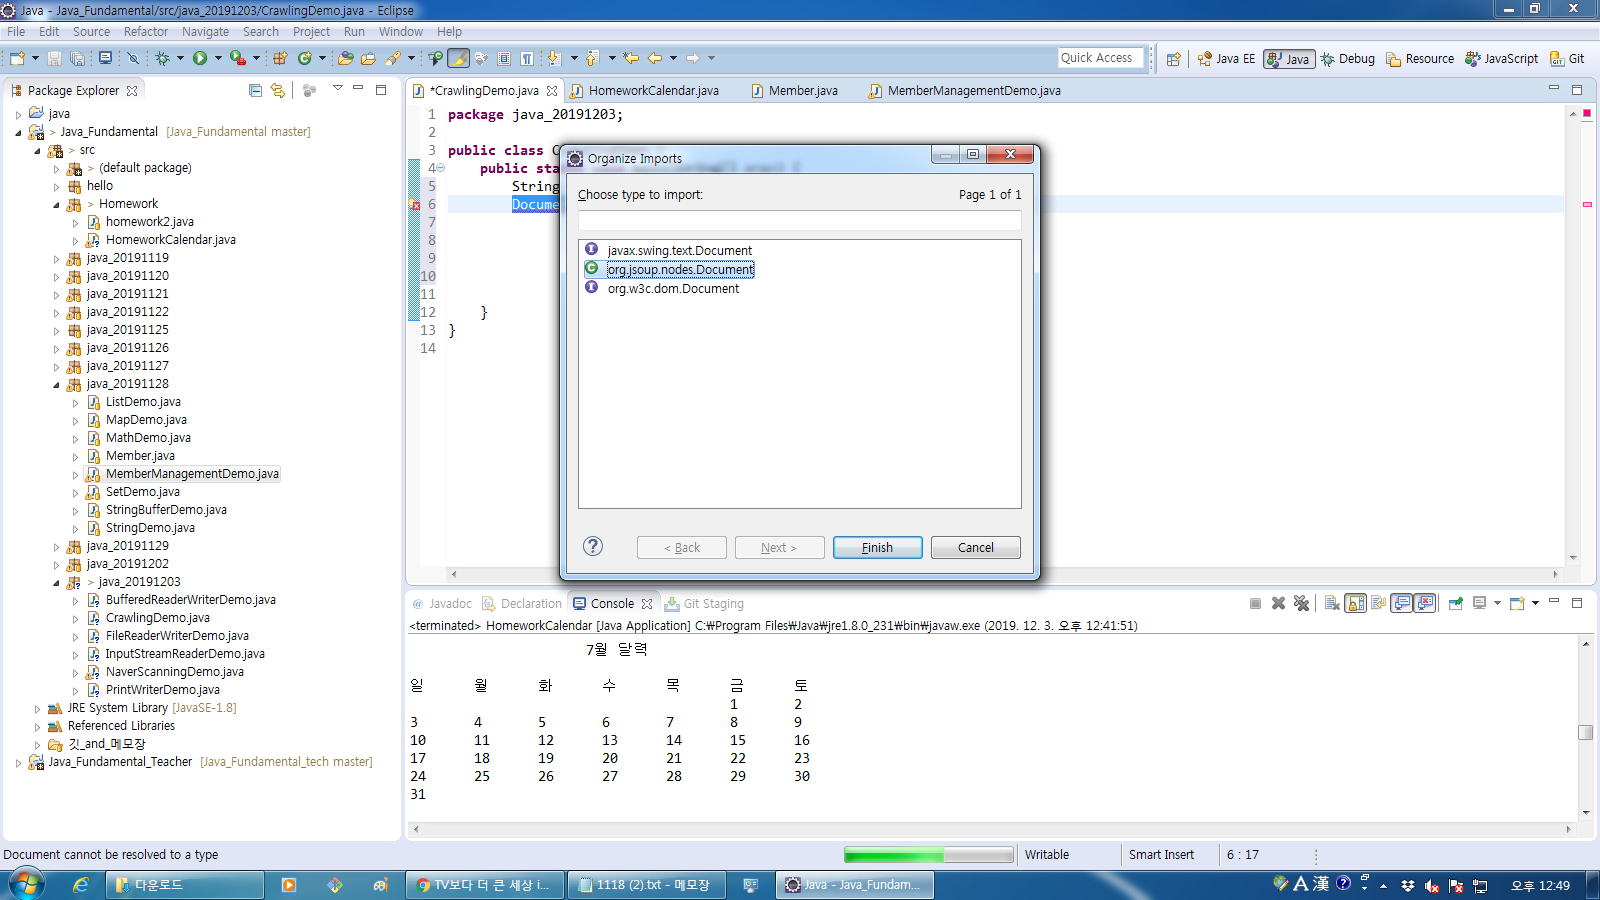 Java - Java_Fundamental/src/java_20191203/CrawlingDemo.java - Eclipse
File Edit Source Refactor Navigate Search Project Run Window Help
Quick Access
Java EE
Java
Debug
Resource
JavaScript
Git
Package Explorer
*CrawlingDemo.java
HomeworkCalendar.java
Member.java
MemberManagementDemo.java
java
> Java_Fundamental [Java_Fundamental master]
> src
> (default package)
hello
> Homework
homework2.java
HomeworkCalendar.java
java_20191119
java_20191120
java_20191121
java_20191122
java_20191125
java_20191126
java_20191127
java_20191128
ListDemo.java
MapDemo.java
MathDemo.java
Member.java
MemberManagementDemo.java
SetDemo.java
StringBufferDemo.java
StringDemo.java
java_20191129
java_20191202
> java_20191203
BufferedReaderWriterDemo.java
CrawlingDemo.java
FileReaderWriterDemo.java
InputStreamReaderDemo.java
NaverScanningDemo.java
PrintWriterDemo.java
JRE System Library [JavaSE-1.8]
Referenced Libraries
깃_and_메모장
Java_Fundamental_Teacher [Java_Fundamental_tech master]
1 package java_20191203;
2
3 public class C
4 public stat
5 String
6 Docume
7
8
9
10
11
12 }
13 }
14
Organize Imports
Choose type to import:
Page 1 of 1
javax.swing.text.Document
org.jsoup.nodes.Document
org.w3c.dom.Document
< Back
Next >
Finish
Cancel
@ Javadoc
Declaration
Console
Git Staging
<terminated> HomeworkCalendar [Java Application] C:₩Program Files₩Java₩jre1.8.0_231₩bin₩javaw.exe (2019. 12. 3. 오후 12:41:51)
7월 달력
일 월 화 수 목 금 토
1 2
3 4 5 6 7 8 9
10 11 12 13 14 15 16
17 18 19 20 21 22 23
24 25 26 27 28 29 30
31
Document cannot be resolved to a type
Writable
Smart Insert
6 : 17
다운로드
TV보다 더 큰 세상 i...
1118 (2).txt - 메모장
Java - Java_Fundam...
A 漢
오후 12:49